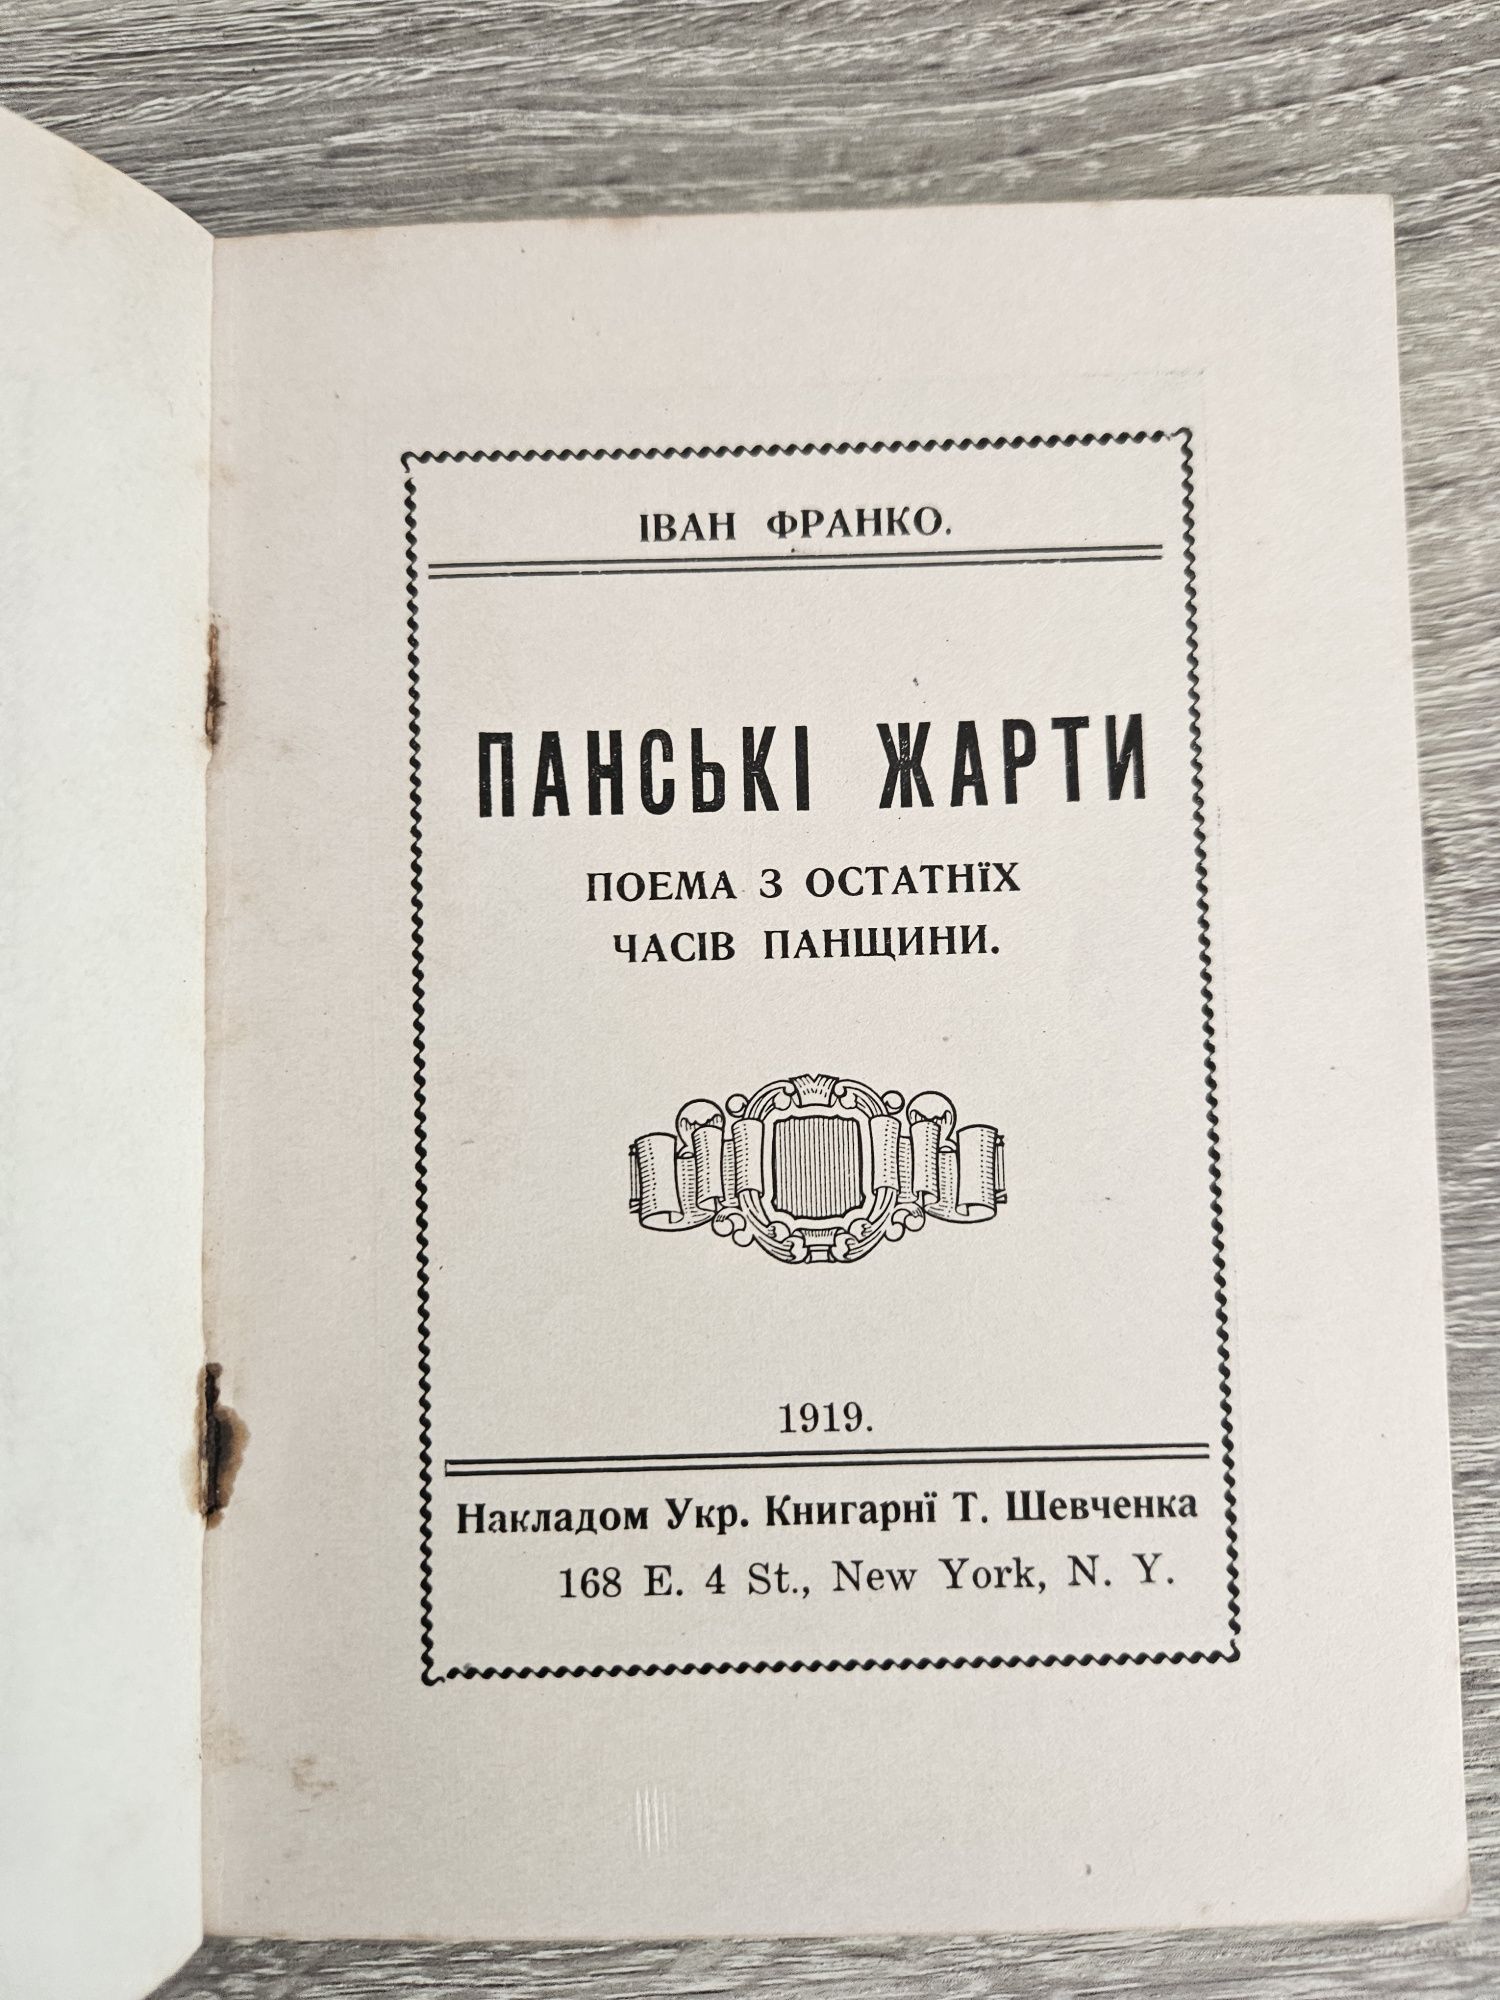 ІВАН ФРАНКО.
ПАНСЬКІ ЖАРТИ
ПОЕМА З ОСТАТНЇХ
ЧАСІВ ПАНЩИНИ.
1919.
Накладом Укр. Книгарнї Т. Шевченка
168 E. 4 St., New York, N. Y.